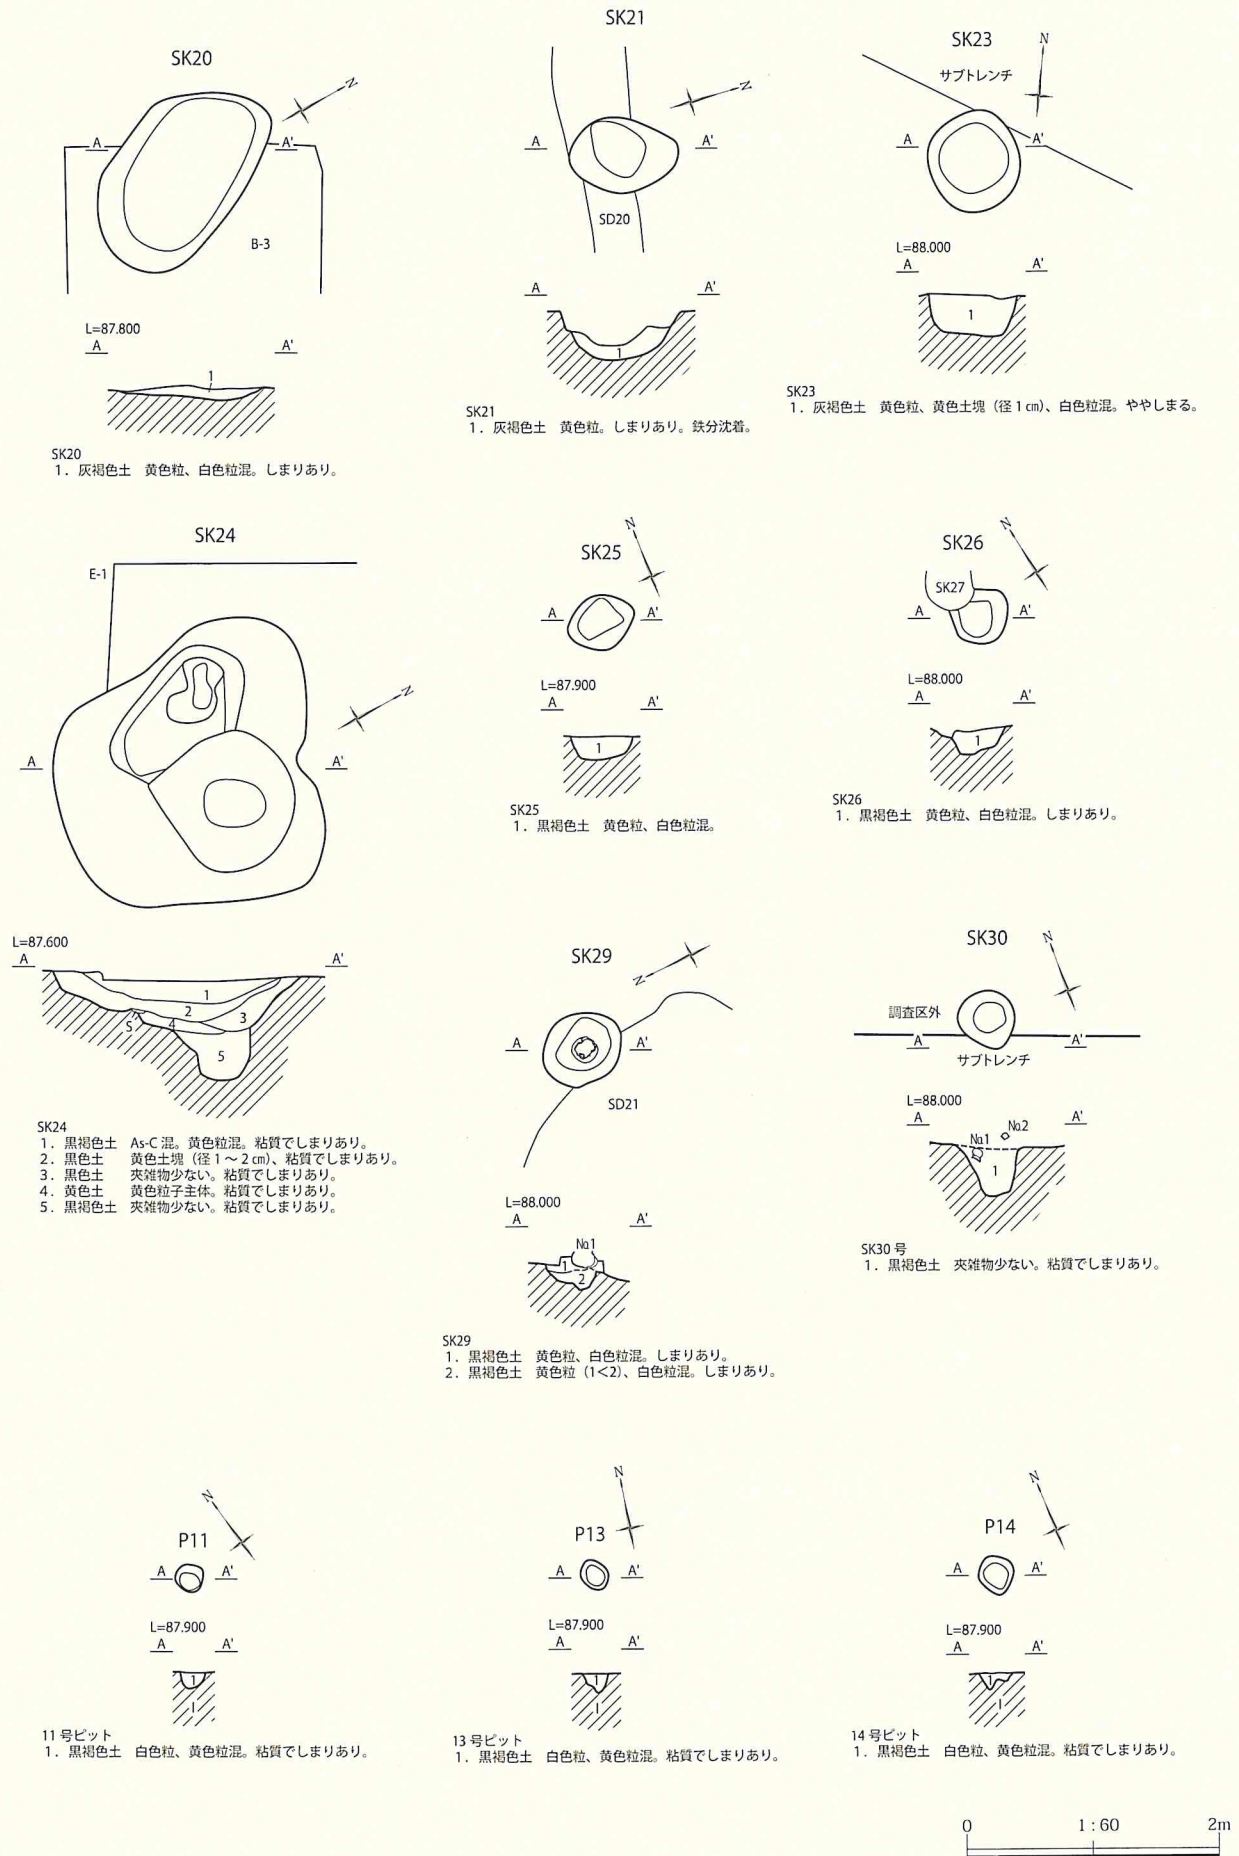 SK20
N
A
A'
B-3
L=87.800
A
A'
1
SK20
1．灰褐色土　黄色粒、白色粒混。しまりあり。
SK21
N
A
A'
SD20
A
A'
1
SK21
1．灰褐色土　黄色粒。しまりあり。鉄分沈着。
SK23
サブトレンチ
N
A
A'
L=88.000
A
A'
1
SK23
1．灰褐色土　黄色粒、黄色土塊（径1㎝）、白色粒混。ややしまる。
SK24
E-1
N
A
A'
L=87.600
A
A'
1
2
3
S
4
5
SK24
1．黒褐色土　As-C 混。黄色粒混。粘質でしまりあり。
2．黒色土　　黄色土塊（径1～2㎝）、粘質でしまりあり。
3．黒色土　　夾雑物少ない。粘質でしまりあり。
4．黄色土　　黄色粒子主体。粘質でしまりあり。
5．黒褐色土　夾雑物少ない。粘質でしまりあり。
SK25
N
A
A'
L=87.900
A
A'
1
SK25
1．黒褐色土　黄色粒、白色粒混。
SK26
N
SK27
A
A'
L=88.000
A
A'
1
SK26
1．黒褐色土　黄色粒、白色粒混。しまりあり。
SK29
N
A
A'
SD21
L=88.000
A
A'
№1
1
2
SK29
1．黒褐色土　黄色粒、白色粒混。しまりあり。
2．黒褐色土　黄色粒（1<2）、白色粒混。しまりあり。
SK30
N
調査区外
A
A'
サブトレンチ
L=88.000
A
A'
№1
№2
1
SK30 号
1．黒褐色土　夾雑物少ない。粘質でしまりあり。
P11
N
A
A'
L=87.900
A
A'
1
I
11 号ピット
1．黒褐色土　白色粒、黄色粒混。粘質でしまりあり。
P13
N
A
A'
L=87.900
A
A'
1
I
13 号ピット
1．黒褐色土　白色粒、黄色粒混。粘質でしまりあり。
P14
N
A
A'
L=87.900
A
A'
1
I
14 号ピット
1．黒褐色土　白色粒、黄色粒混。粘質でしまりあり。
0　1：60　2m